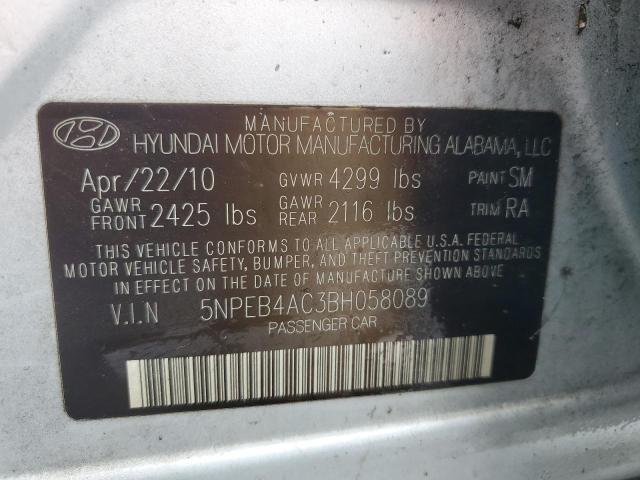 MANUFACTURED BY
HYUNDAI MOTOR MANUFACTURING ALABAMA, LLC
Apr/22/10 GVWR 4299 lbs PAINT SM
GAWR FRONT 2425 lbs GAWR REAR 2116 lbs TRIM RA
THIS VEHICLE CONFORMS TO ALL APPLICABLE U.S.A. FEDERAL
MOTOR VEHICLE SAFETY, BUMPER, AND THEFT PREVENTION STANDARDS
IN EFFECT ON THE DATE OF MANUFACTURE SHOWN ABOVE
V.I.N 5NPEB4AC3BH058089
PASSENGER CAR